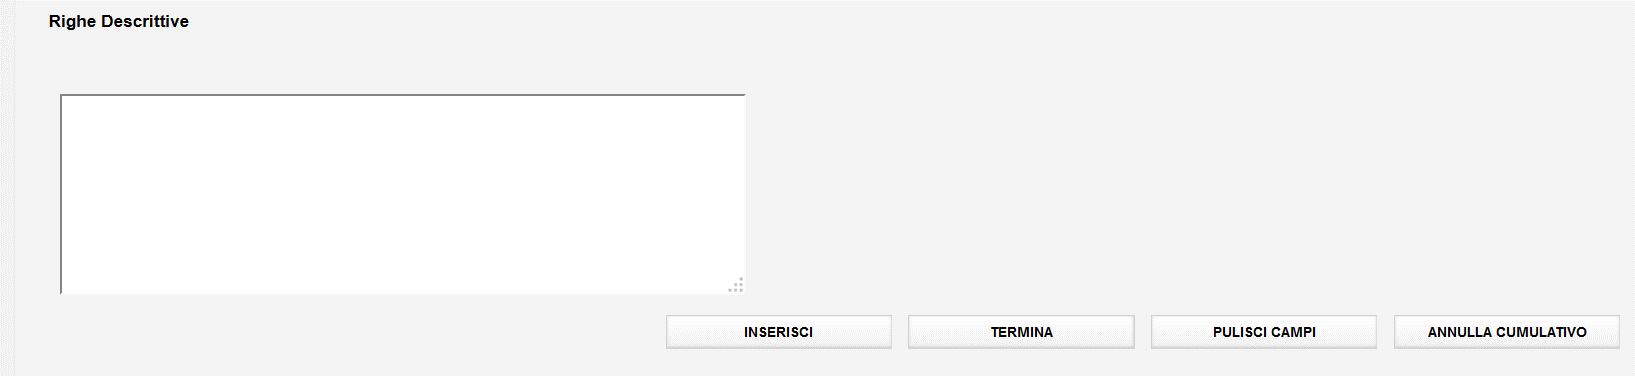 Righe Descrittive
INSERISCI
TERMINA
PULISCI CAMPI
ANNULLA CUMULATIVO